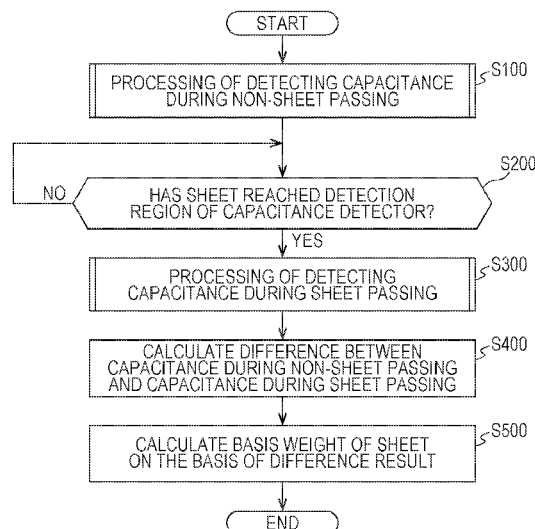 START
S100
PROCESSING OF DETECTING CAPACITANCE
DURING NON-SHEET PASSING
S200
NO
HAS SHEET REACHED DETECTION
REGION OF CAPACITANCE DETECTOR?
YES
S300
PROCESSING OF DETECTING
CAPACITANCE DURING SHEET PASSING
S400
CALCULATE DIFFERENCE BETWEEN
CAPACITANCE DURING NON-SHEET PASSING
AND CAPACITANCE DURING SHEET PASSING
S500
CALCULATE BASIS WEIGHT OF SHEET
ON THE BASIS OF DIFFERENCE RESULT
END